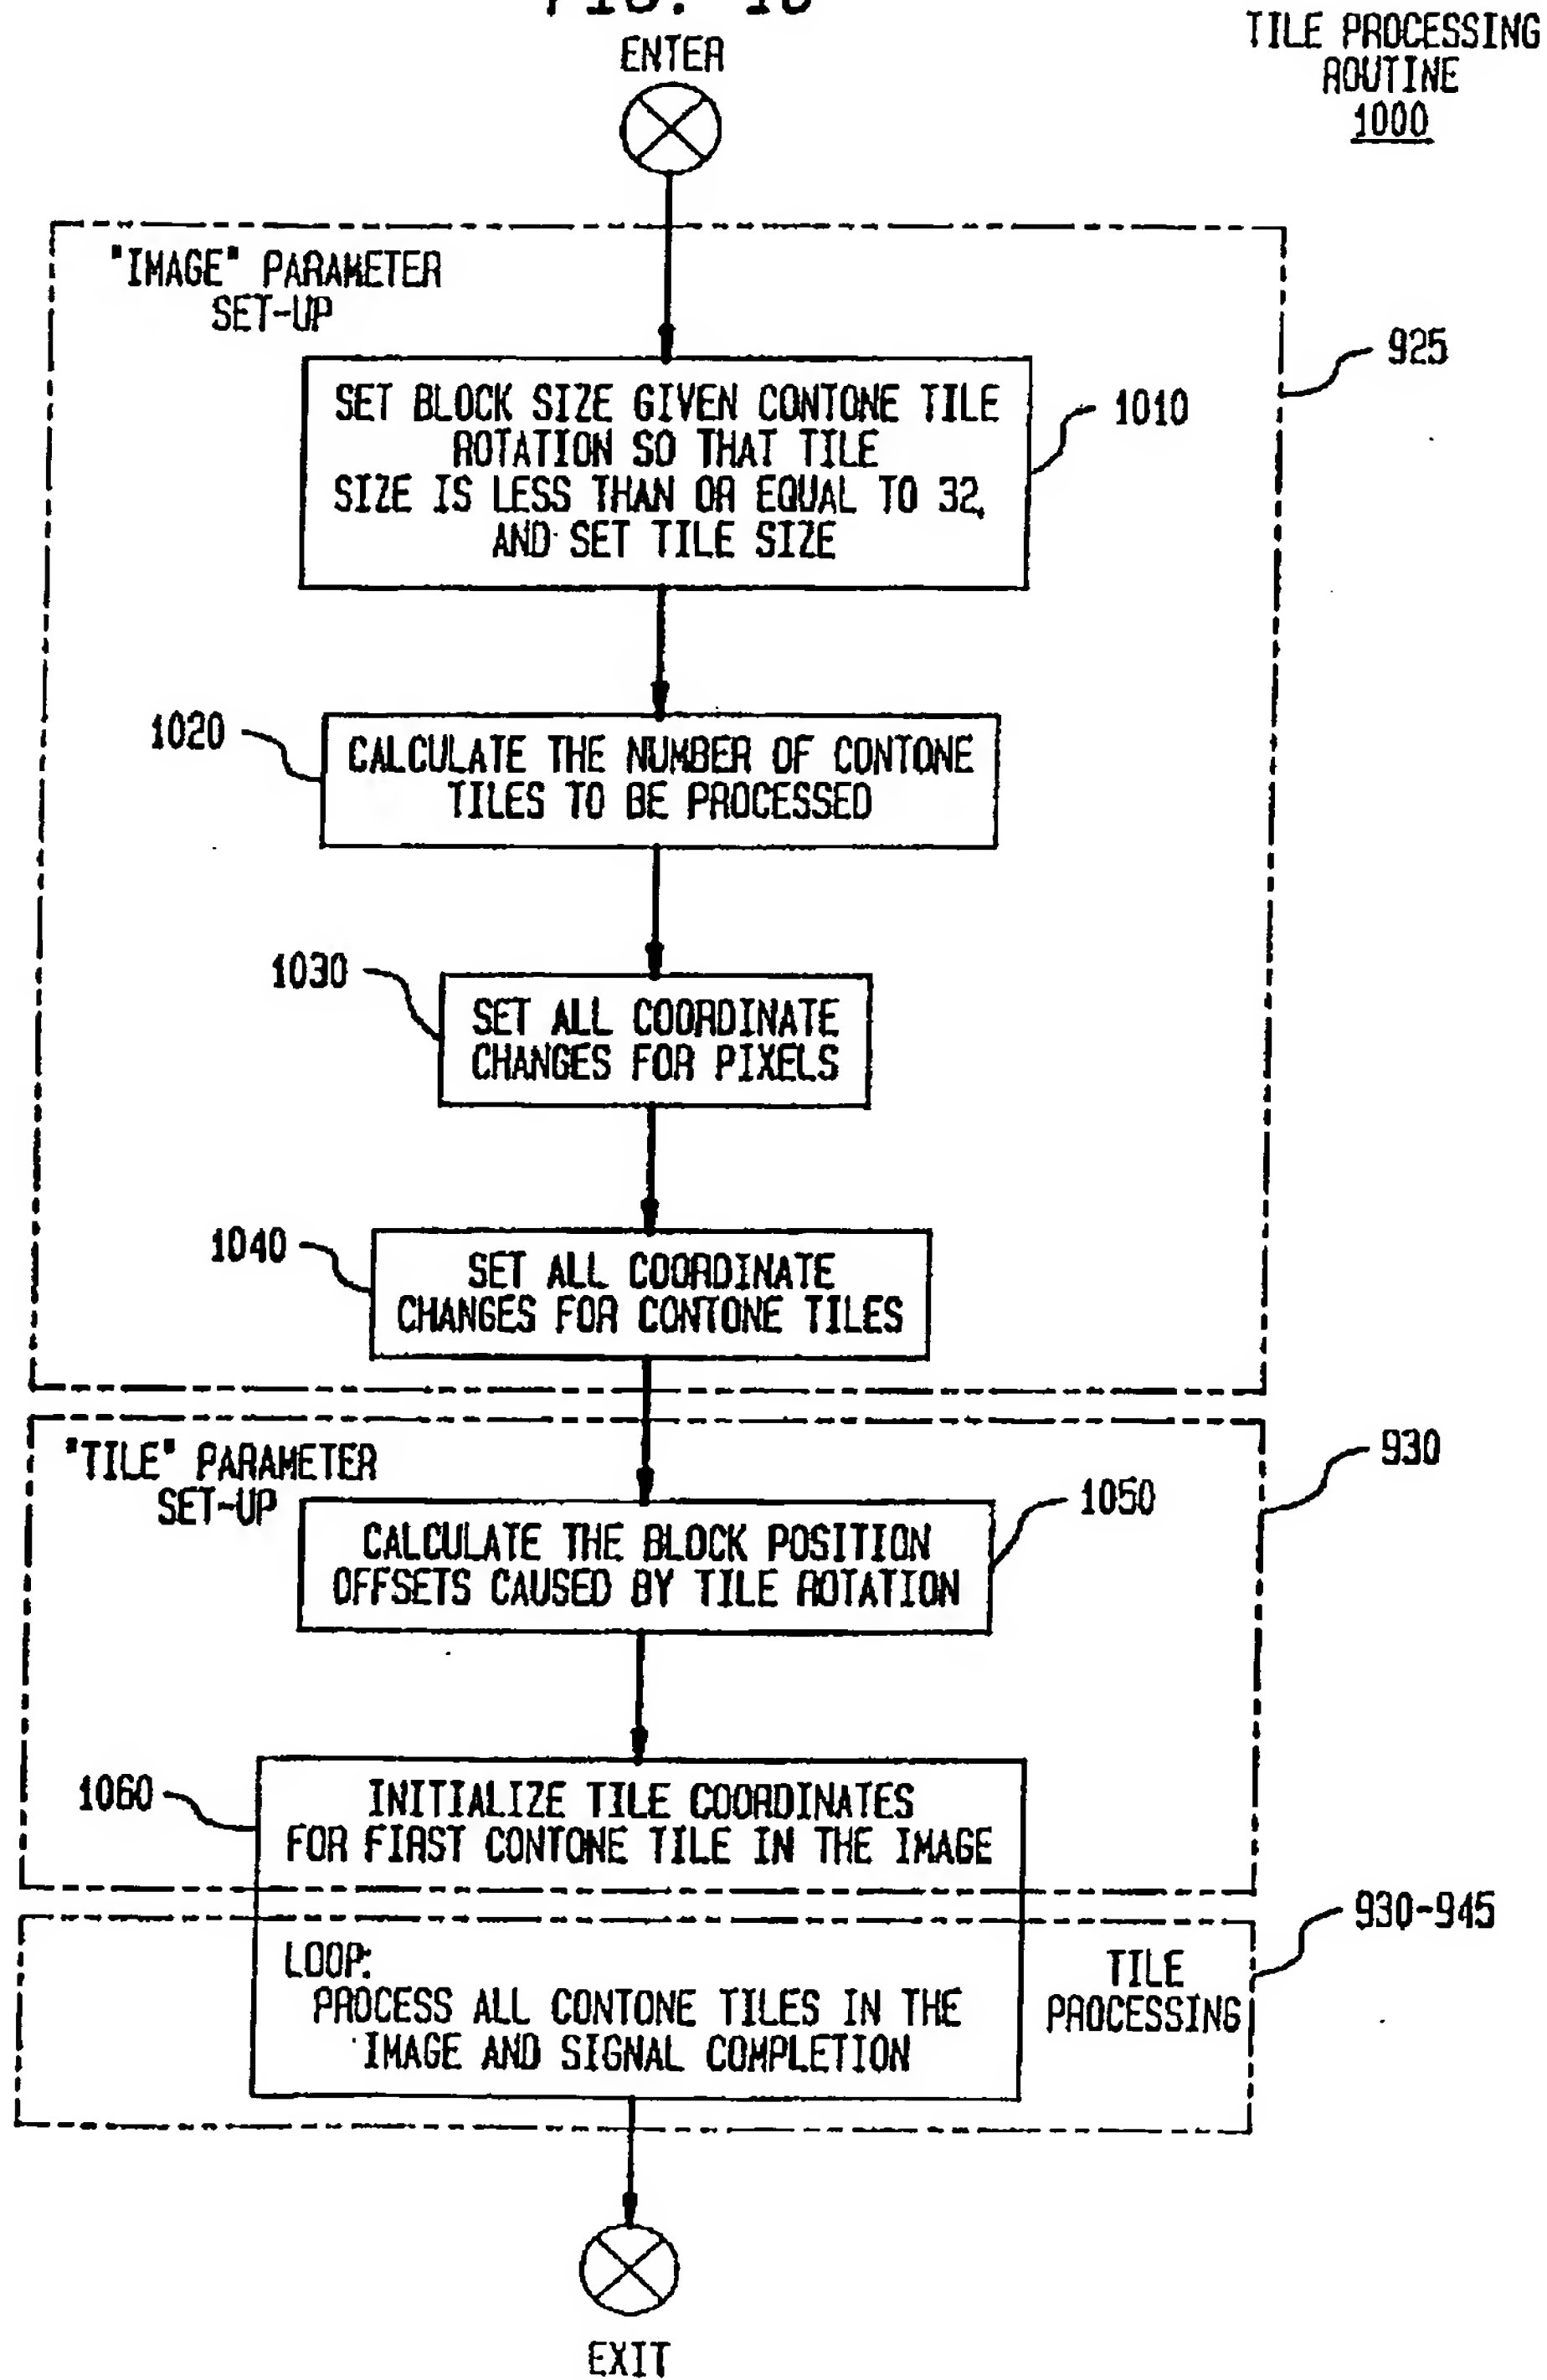 FIG. 10
TILE PROCESSING
ROUTINE
1000
ENTER
"IMAGE" PARAMETER
SET-UP
925
SET BLOCK SIZE GIVEN CONTONE TILE
ROTATION SO THAT TILE
SIZE IS LESS THAN OR EQUAL TO 32,
AND SET TILE SIZE
1010
1020
CALCULATE THE NUMBER OF CONTONE
TILES TO BE PROCESSED
1030
SET ALL COORDINATE
CHANGES FOR PIXELS
1040
SET ALL COORDINATE
CHANGES FOR CONTONE TILES
"TILE" PARAMETER
SET-UP
930
1050
CALCULATE THE BLOCK POSITION
OFFSETS CAUSED BY TILE ROTATION
1060
INITIALIZE TILE COORDINATES
FOR FIRST CONTONE TILE IN THE IMAGE
930-945
LOOP:
PROCESS ALL CONTONE TILES IN THE
IMAGE AND SIGNAL COMPLETION
TILE
PROCESSING
EXIT